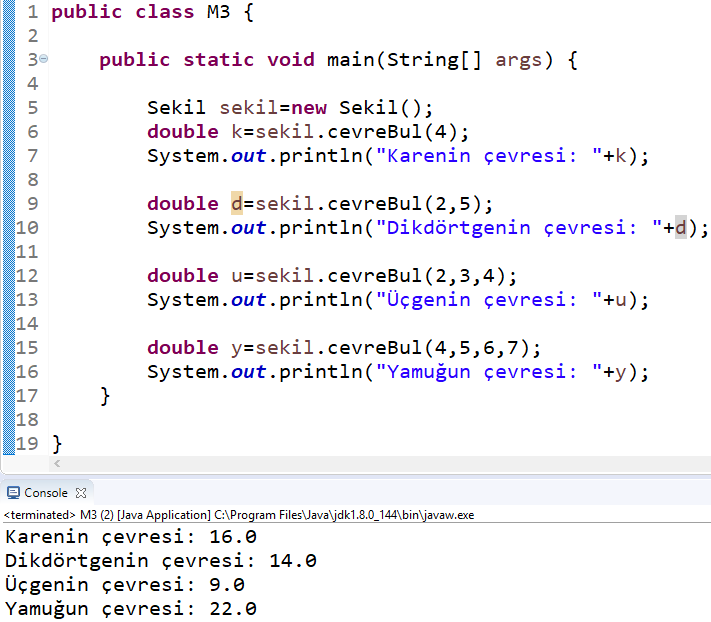 1 public class M3 {
2
3 public static void main(String[] args) {
4
5 Sekil sekil=new Sekil();
6 double k=sekil.cevreBul(4);
7 System.out.println("Karenin çevresi: "+k);
8
9 double d=sekil.cevreBul(2,5);
10 System.out.println("Dikdörtgenin çevresi: "+d);
11
12 double u=sekil.cevreBul(2,3,4);
13 System.out.println("Üçgenin çevresi: "+u);
14
15 double y=sekil.cevreBul(4,5,6,7);
16 System.out.println("Yamuğun çevresi: "+y);
17 }
18
19 }
Console
<terminated> M3 (2) [Java Application] C:\Program Files\Java\jdk1.8.0_144\bin\javaw.exe
Karenin çevresi: 16.0
Dikdörtgenin çevresi: 14.0
Üçgenin çevresi: 9.0
Yamuğun çevresi: 22.0